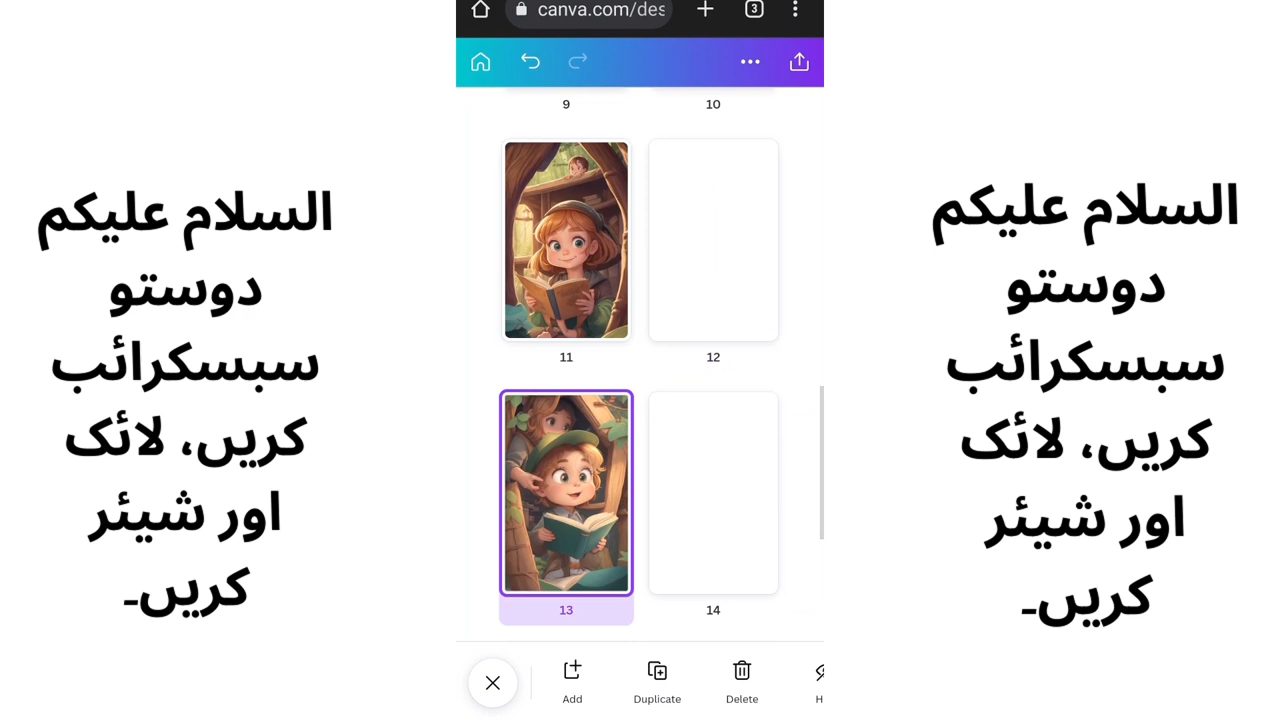 السلام علیکم
دوستو
سبسکرائب
کریں، لائک
اور شیئر
کریں۔
canva.com/des
3
9
10
11
12
13
14
Add
Duplicate
Delete
H
السلام علیکم
دوستو
سبسکرائب
کریں، لائک
اور شیئر
کریں۔